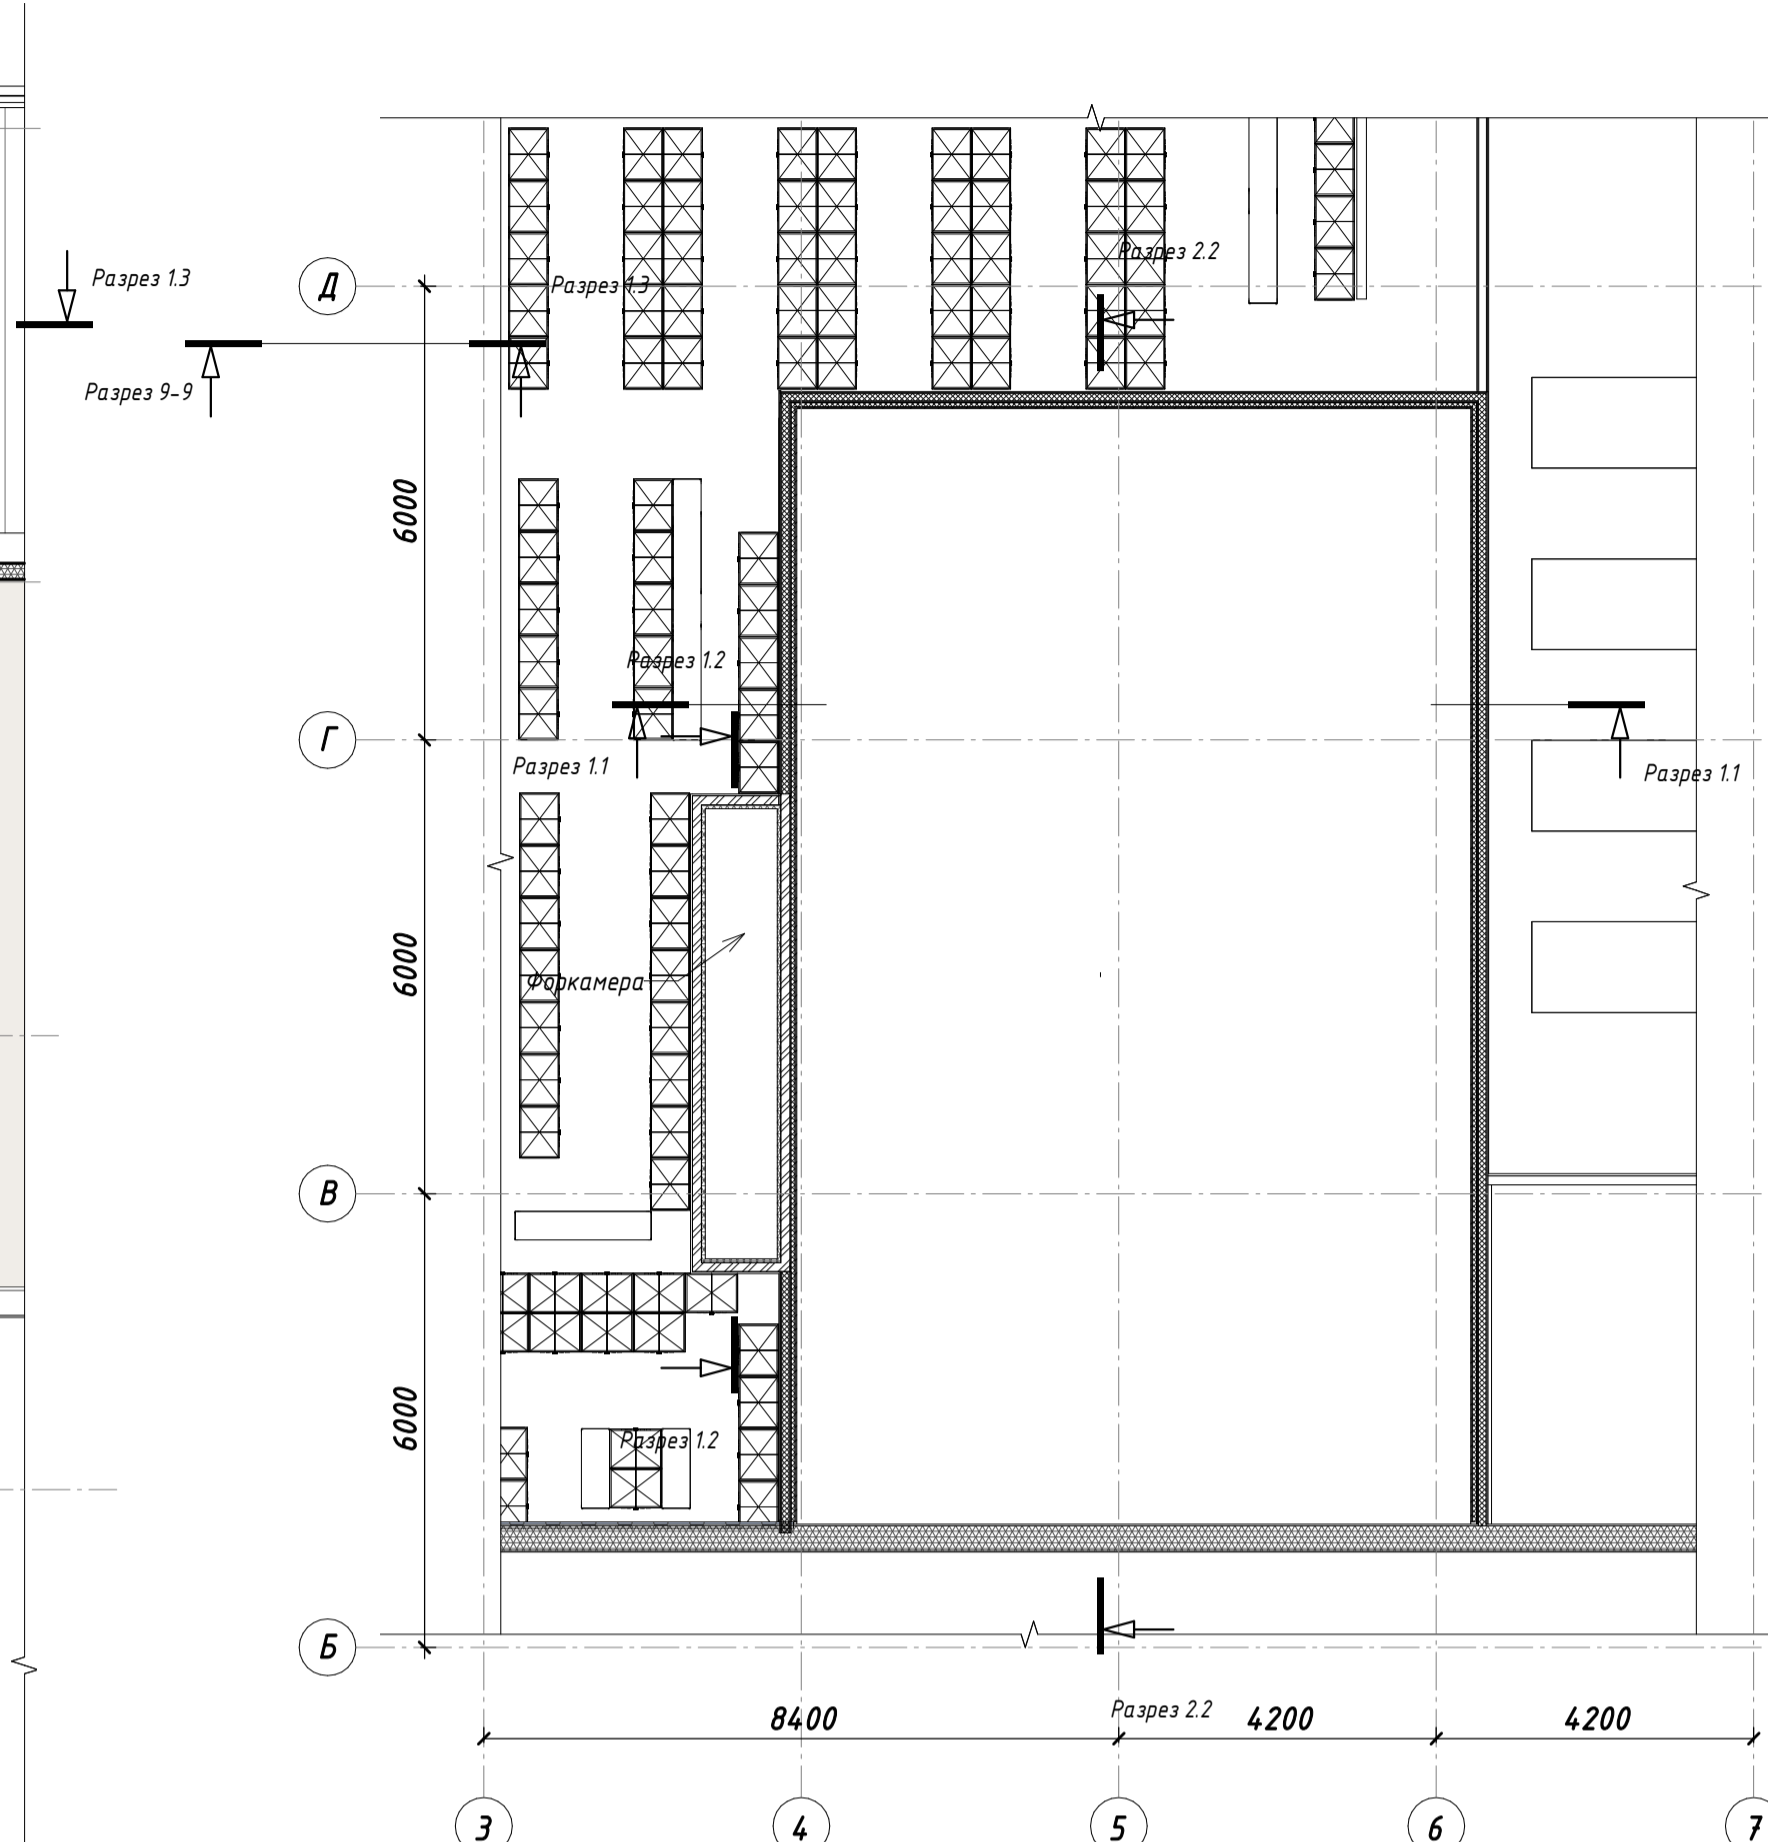 Разрез 2.2
Разрез 1.3
Д
Разрез 1.3
Разрез 9-9
6000
Разрез 1.2
Г
Разрез 1.1
Разрез 1.1
6000
Форкамера
В
6000
Разрез 1.2
Б
8400
Разрез 2.2
4200
4200
3
4
5
6
7